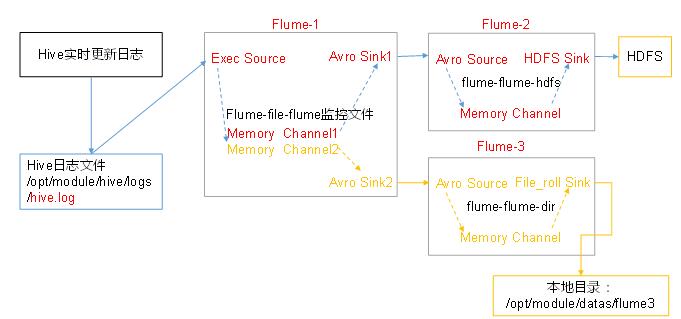 Flume-1
Flume-2
Hive实时更新日志
Exec Source
Avro Sink1
Avro Source
HDFS Sink
HDFS
flume-flume-hdfs
Flume-file-flume监控文件
Memory Channel
Memory Channel1
Memory Channel2
Flume-3
Hive日志文件
/opt/module/hive/logs
/hive.log
Avro Sink2
Avro Source
File_roll Sink
flume-flume-dir
Memory Channel
本地目录：
/opt/module/datas/flume3